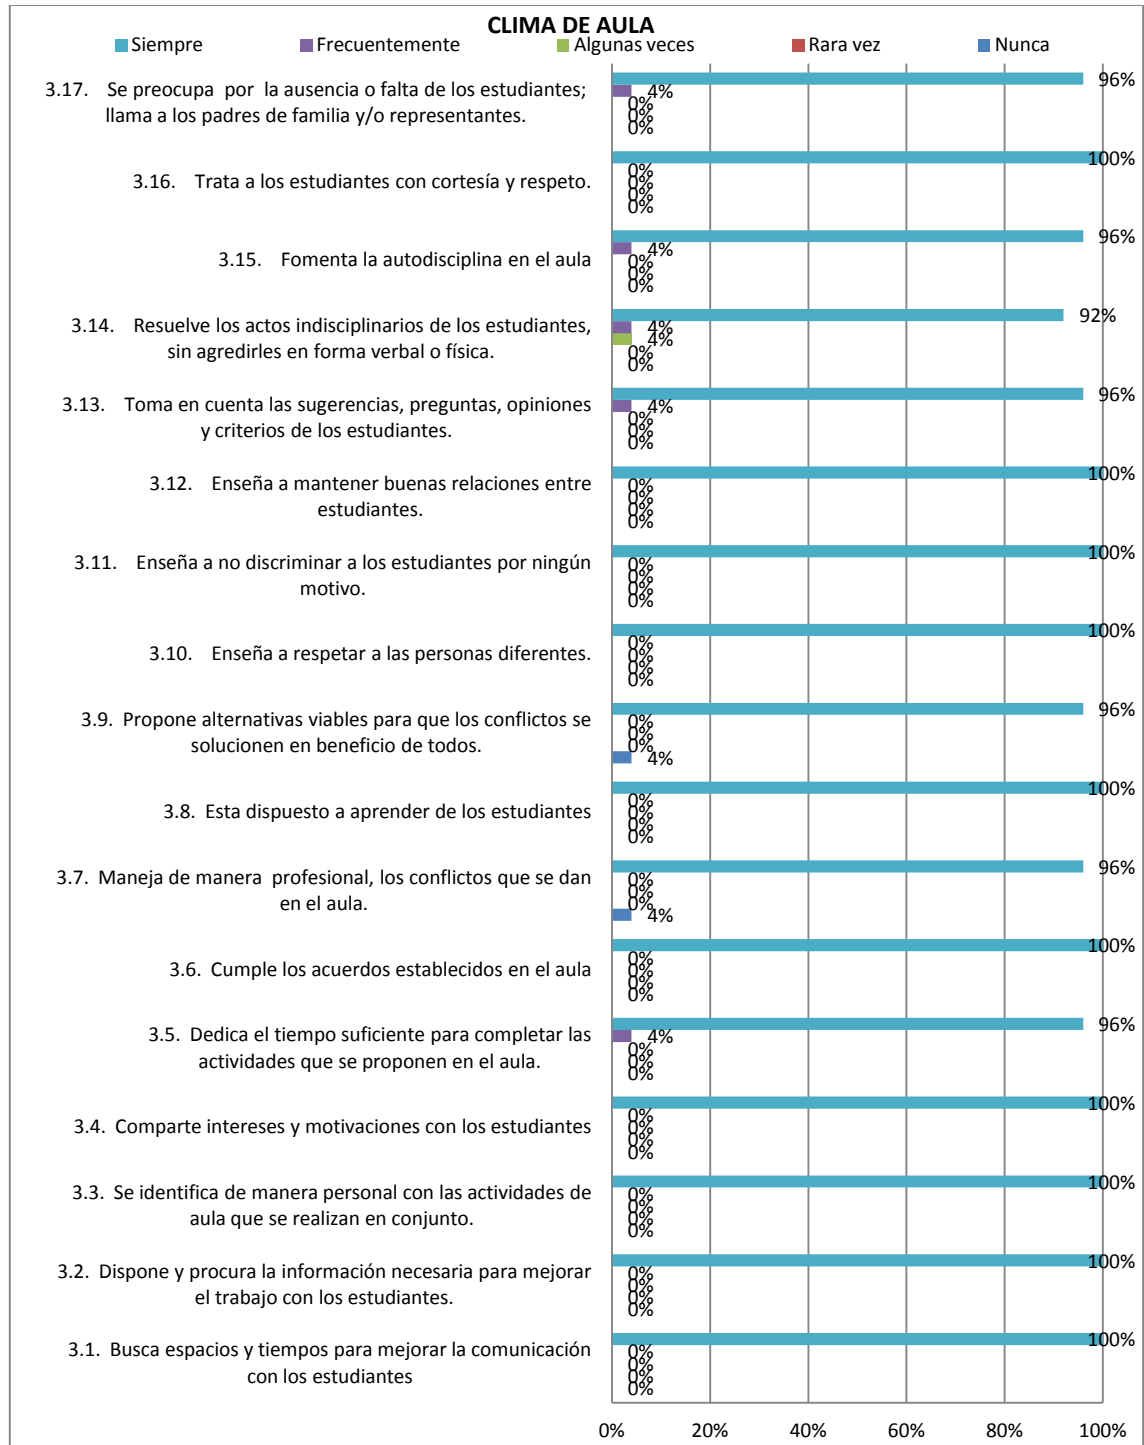 CLIMA DE AULA
Siempre Frecuentemente Algunas veces Rara vez Nunca
3.17. Se preocupa por la ausencia o falta de los estudiantes;
llama a los padres de familia y/o representantes.
96%
4%
0%
0%
0%
3.16. Trata a los estudiantes con cortesía y respeto.
100%
0%
0%
0%
0%
3.15. Fomenta la autodisciplina en el aula
96%
4%
0%
0%
0%
3.14. Resuelve los actos indisciplinarios de los estudiantes,
sin agredirles en forma verbal o física.
92%
4%
4%
0%
0%
3.13. Toma en cuenta las sugerencias, preguntas, opiniones
y criterios de los estudiantes.
96%
4%
0%
0%
0%
3.12. Enseña a mantener buenas relaciones entre
estudiantes.
100%
0%
0%
0%
0%
3.11. Enseña a no discriminar a los estudiantes por ningún
motivo.
100%
0%
0%
0%
0%
3.10. Enseña a respetar a las personas diferentes.
100%
0%
0%
0%
0%
3.9. Propone alternativas viables para que los conflictos se
solucionen en beneficio de todos.
96%
0%
0%
0%
4%
3.8. Esta dispuesto a aprender de los estudiantes
100%
0%
0%
0%
0%
3.7. Maneja de manera profesional, los conflictos que se dan
en el aula.
96%
0%
0%
0%
4%
3.6. Cumple los acuerdos establecidos en el aula
100%
0%
0%
0%
0%
3.5. Dedica el tiempo suficiente para completar las
actividades que se proponen en el aula.
96%
4%
0%
0%
0%
3.4. Comparte intereses y motivaciones con los estudiantes
100%
0%
0%
0%
0%
3.3. Se identifica de manera personal con las actividades de
aula que se realizan en conjunto.
100%
0%
0%
0%
0%
3.2. Dispone y procura la información necesaria para mejorar
el trabajo con los estudiantes.
100%
0%
0%
0%
0%
3.1. Busca espacios y tiempos para mejorar la comunicación
con los estudiantes
100%
0%
0%
0%
0%
0% 20% 40% 60% 80% 100%